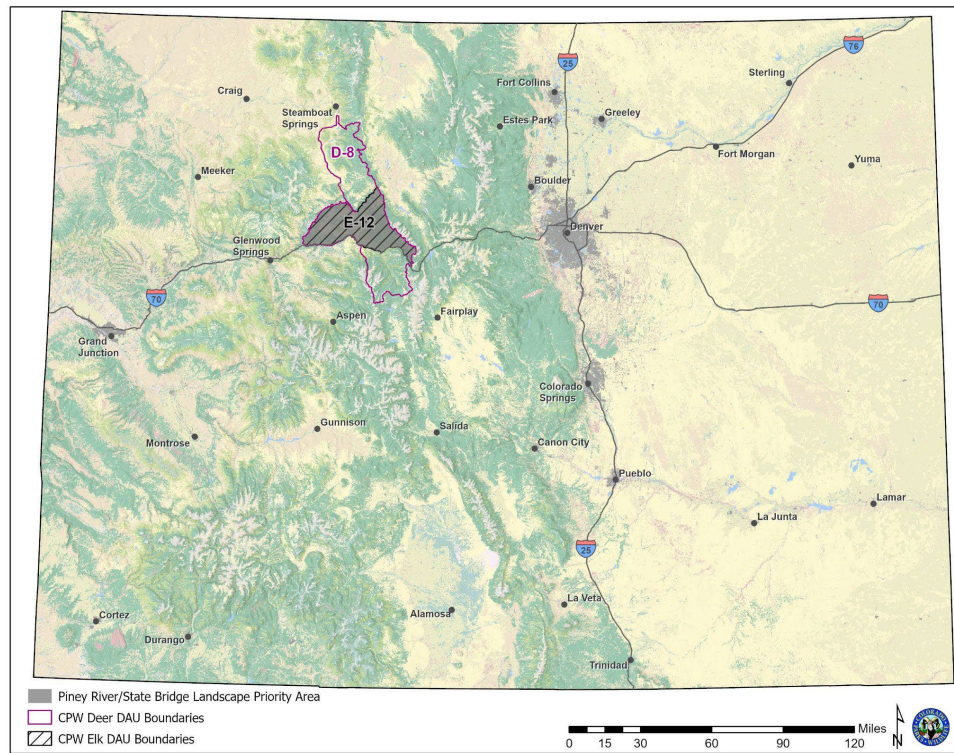 76
25
Sterling
Fort Collins
Craig
Steamboat
Springs
Greeley
Estes Park
D-8
Fort Morgan
Yuma
Meeker
Boulder
E-12
Denver
Glenwood
Springs
70
70
Fairplay
Aspen
Grand
Junction
Colorado
Springs
Gunnison
Salida
Montrose
Canon City
Pueblo
Lamar
La Junta
25
La Veta
Alamosa
Cortez
Durango
Trinidad
Piney River/State Bridge Landscape Priority Area
CPW Deer DAU Boundaries
CPW Elk DAU Boundaries
Miles
0 15 30 60 90 120
N
COLORADO
PARKS
WILDLIFE